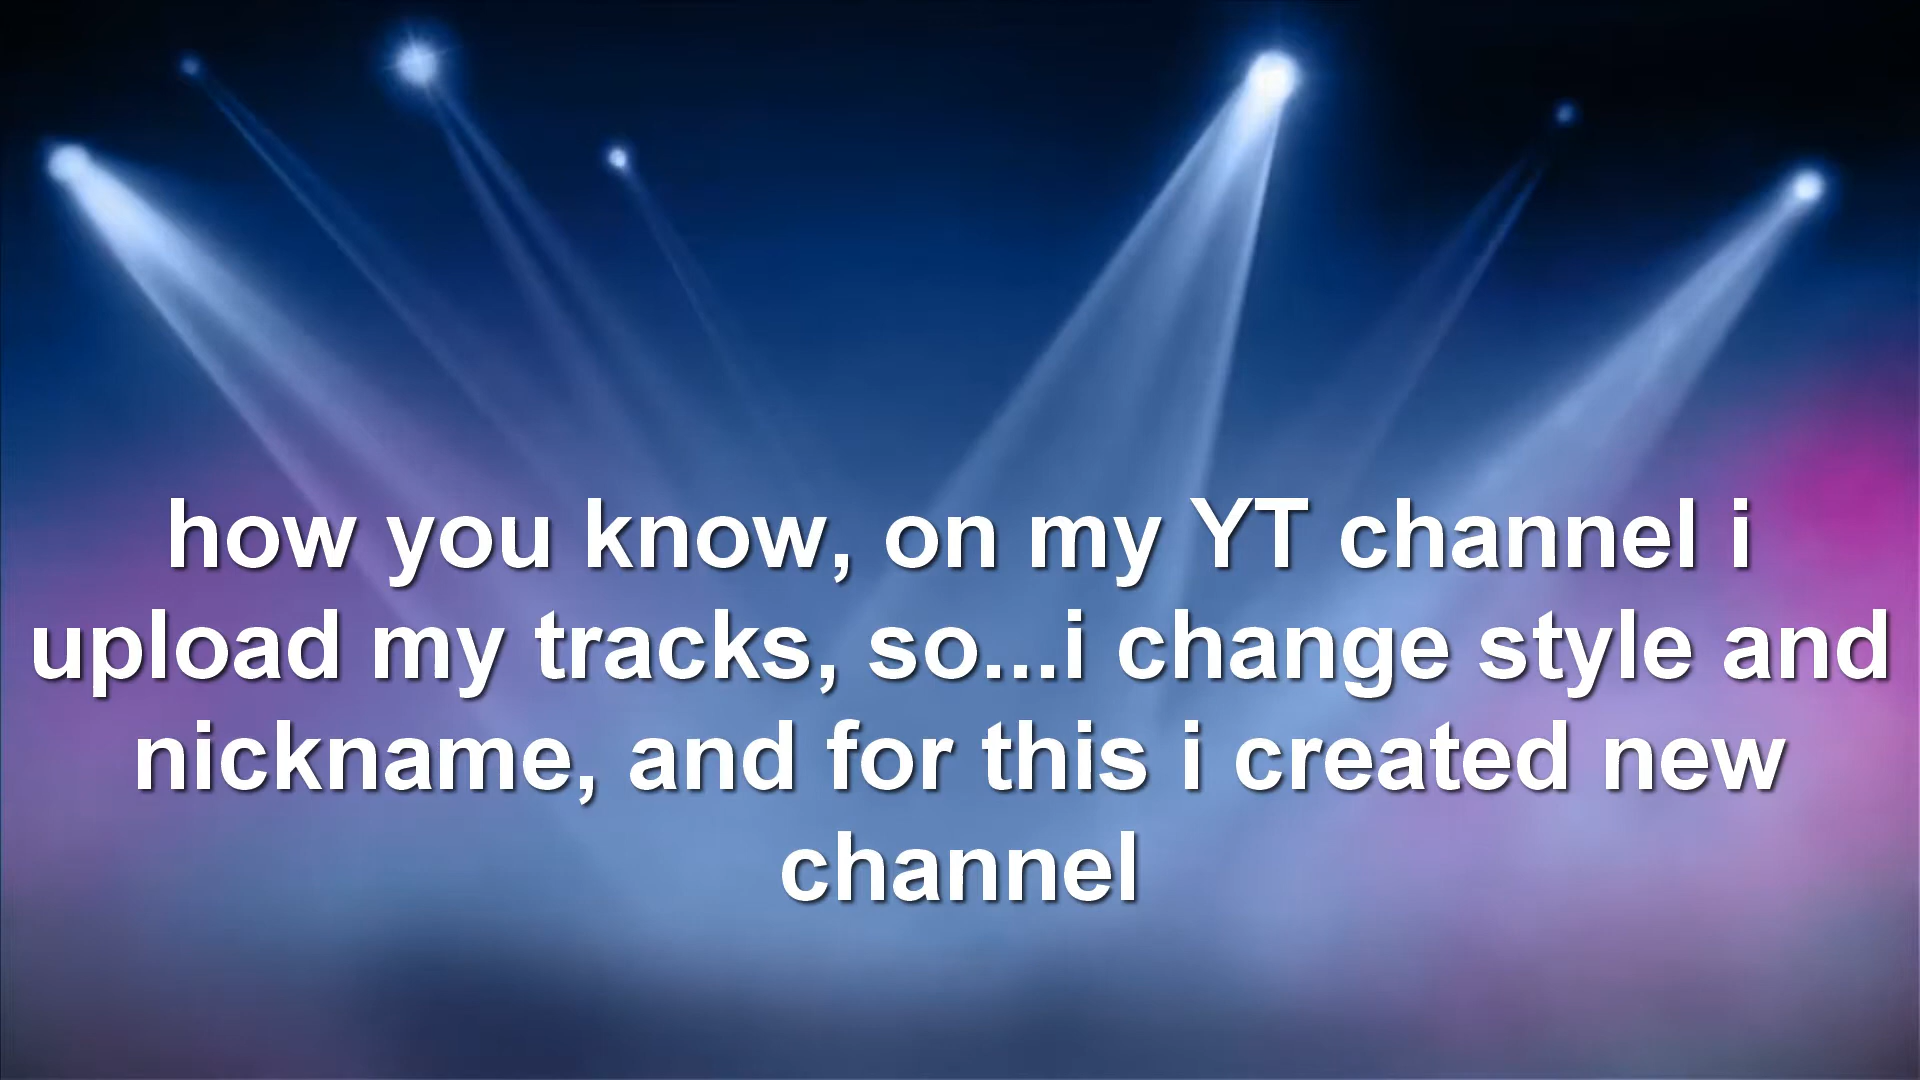 how you know, on my YT channel i
upload my tracks, so...i change style and
nickname, and for this i created new
channel